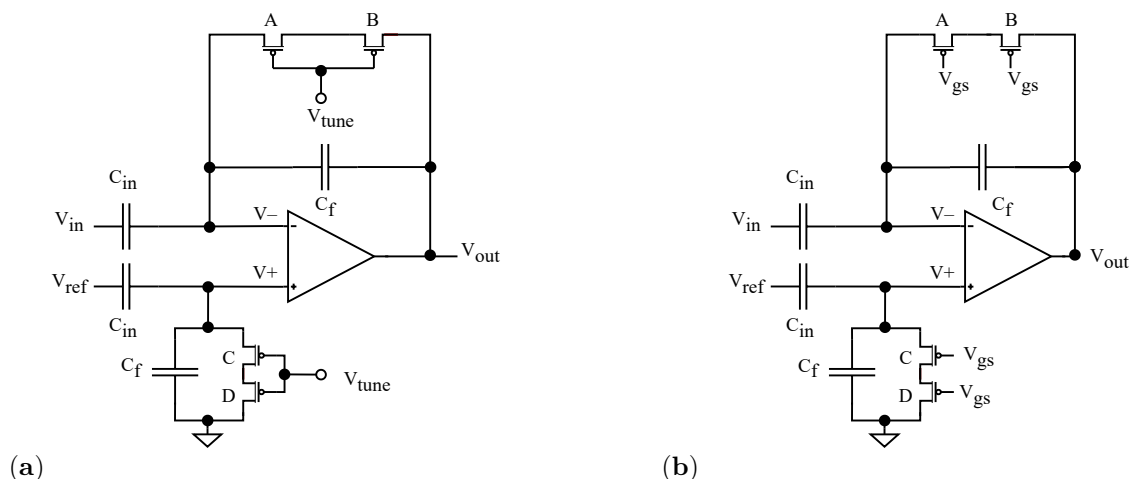 A B
V_tune
C_in
C_f
V_in
V–
-
V_out
V_ref
V+
+
C_in
C_f
C
D
V_tune
(a)
A B
V_gs V_gs
C_in
C_f
V_in
V–
-
V_out
V_ref
V+
+
C_in
C_f
C
V_gs
D
V_gs
(b)